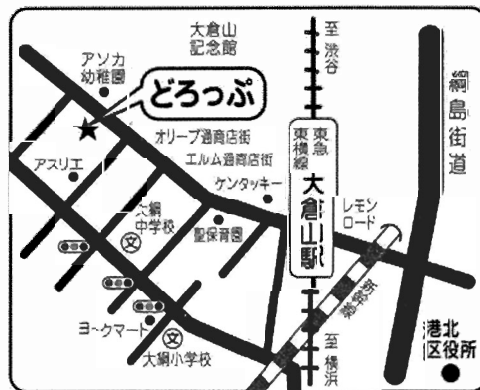 大倉山
記念館
至渋谷
アソカ
幼稚園
どろっぷ
綱島街道
オリーブ通商店街
エルム通商店街
東急
東横線
大倉山駅
アスリエ
ケンタッキー
レモン
ロード
大綱
中学校
文
聖保育園
新幹線
ヨークマート
文
大綱小学校
至横浜
港北
区役所